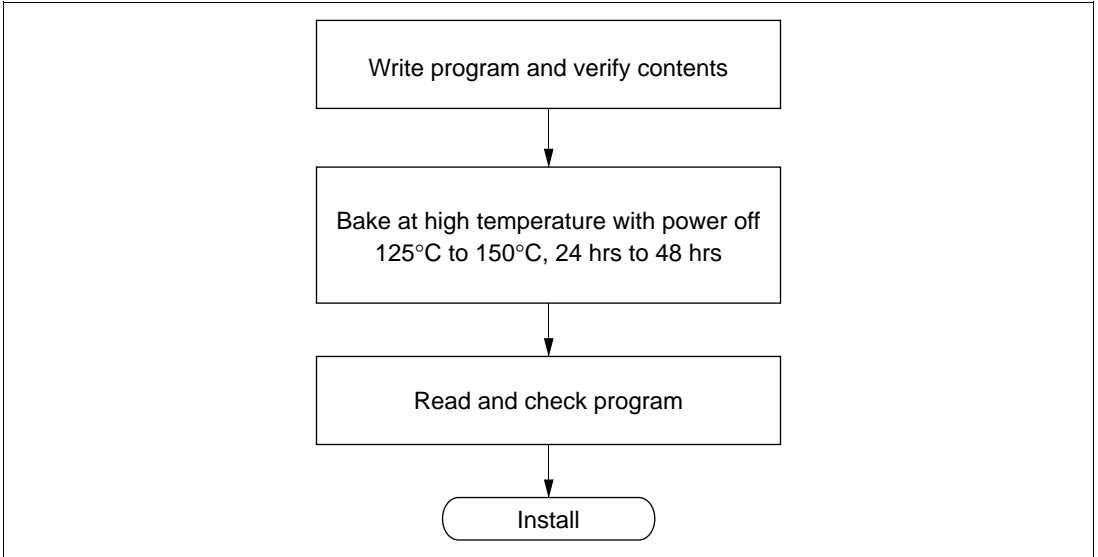 Write program and verify contents
Bake at high temperature with power off
125°C to 150°C, 24 hrs to 48 hrs
Read and check program
Install